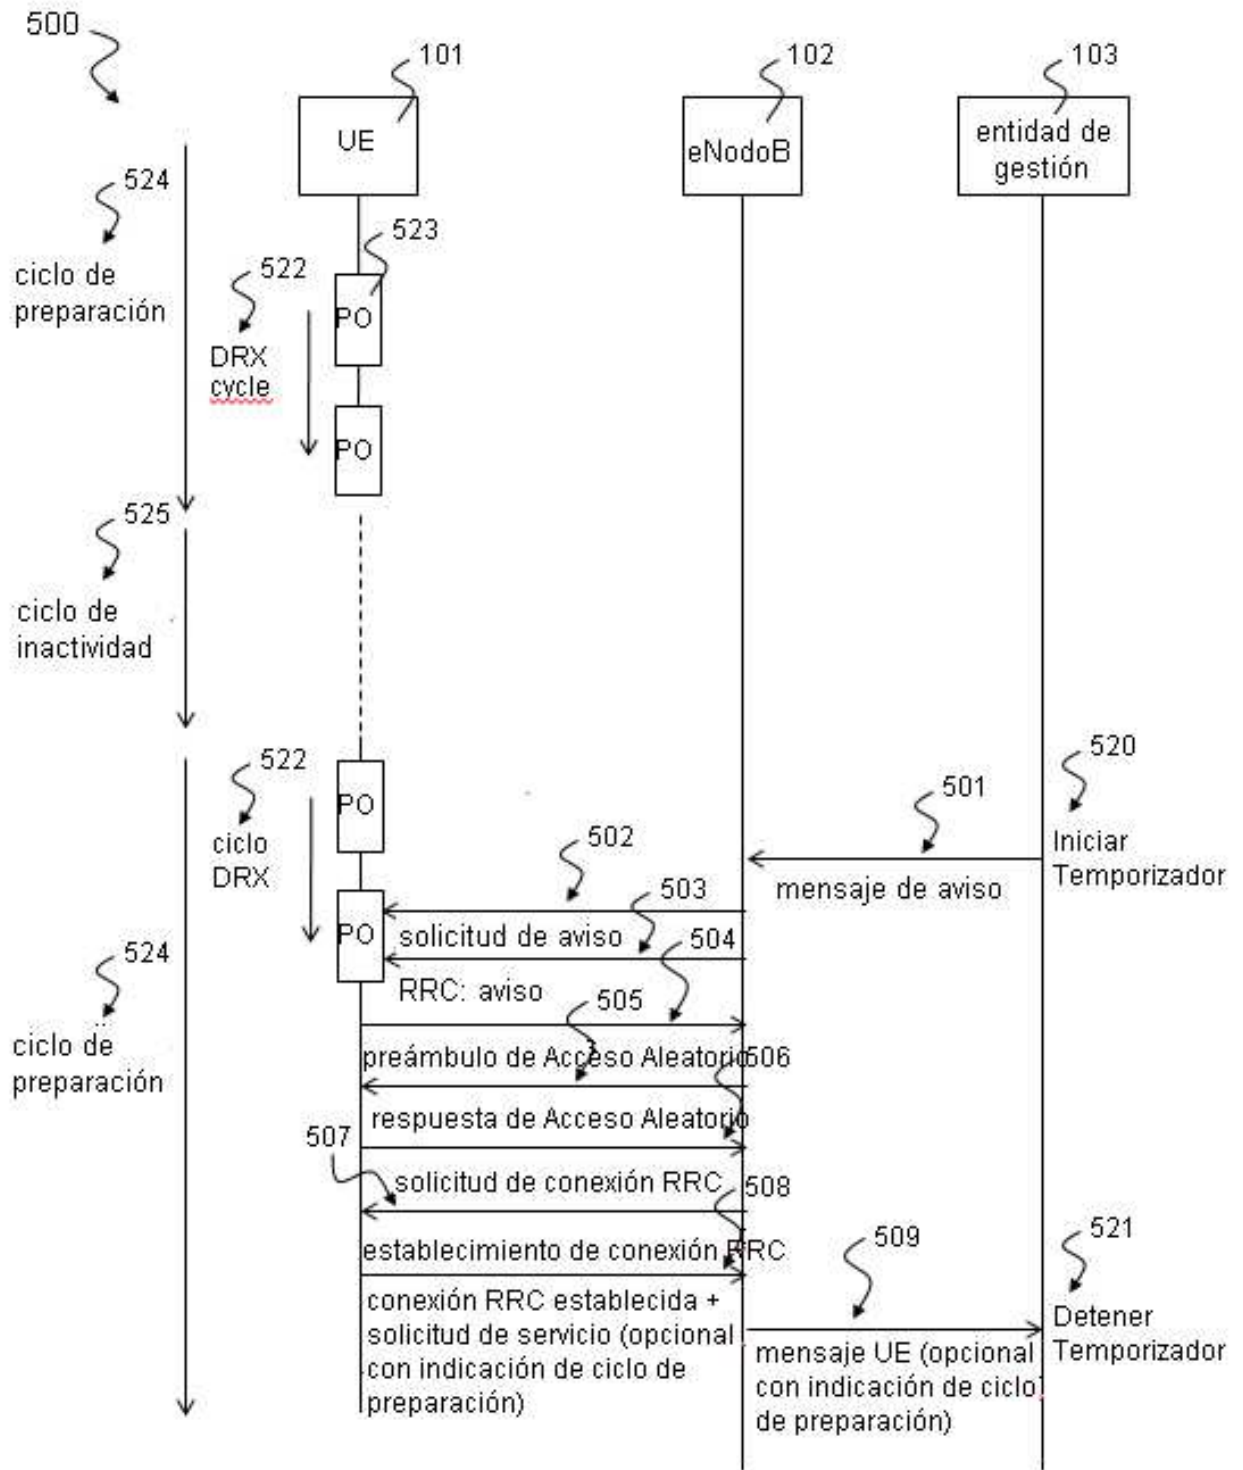 500
101
102
103
UE
eNodoB
entidad de
gestión
524
523
ciclo de
preparación
522
PO
DRX
cycle
PO
525
ciclo de
inactividad
522
PO
520
501
ciclo
DRX
502
Iniciar
Temporizador
mensaje de aviso
503
PO
solicitud de aviso
504
524
RRC: aviso
505
ciclo de
preparación
preámbulo de Acceso Aleatorio
506
respuesta de Acceso Aleatorio
507
solicitud de conexión RRC
508
509
521
establecimiento de conexión RRC
conexión RRC establecida +
solicitud de servicio (opcional
con indicación de ciclo de
preparación)
Detener
Temporizador
mensaje UE (opcional
con indicación de ciclo
de preparación)